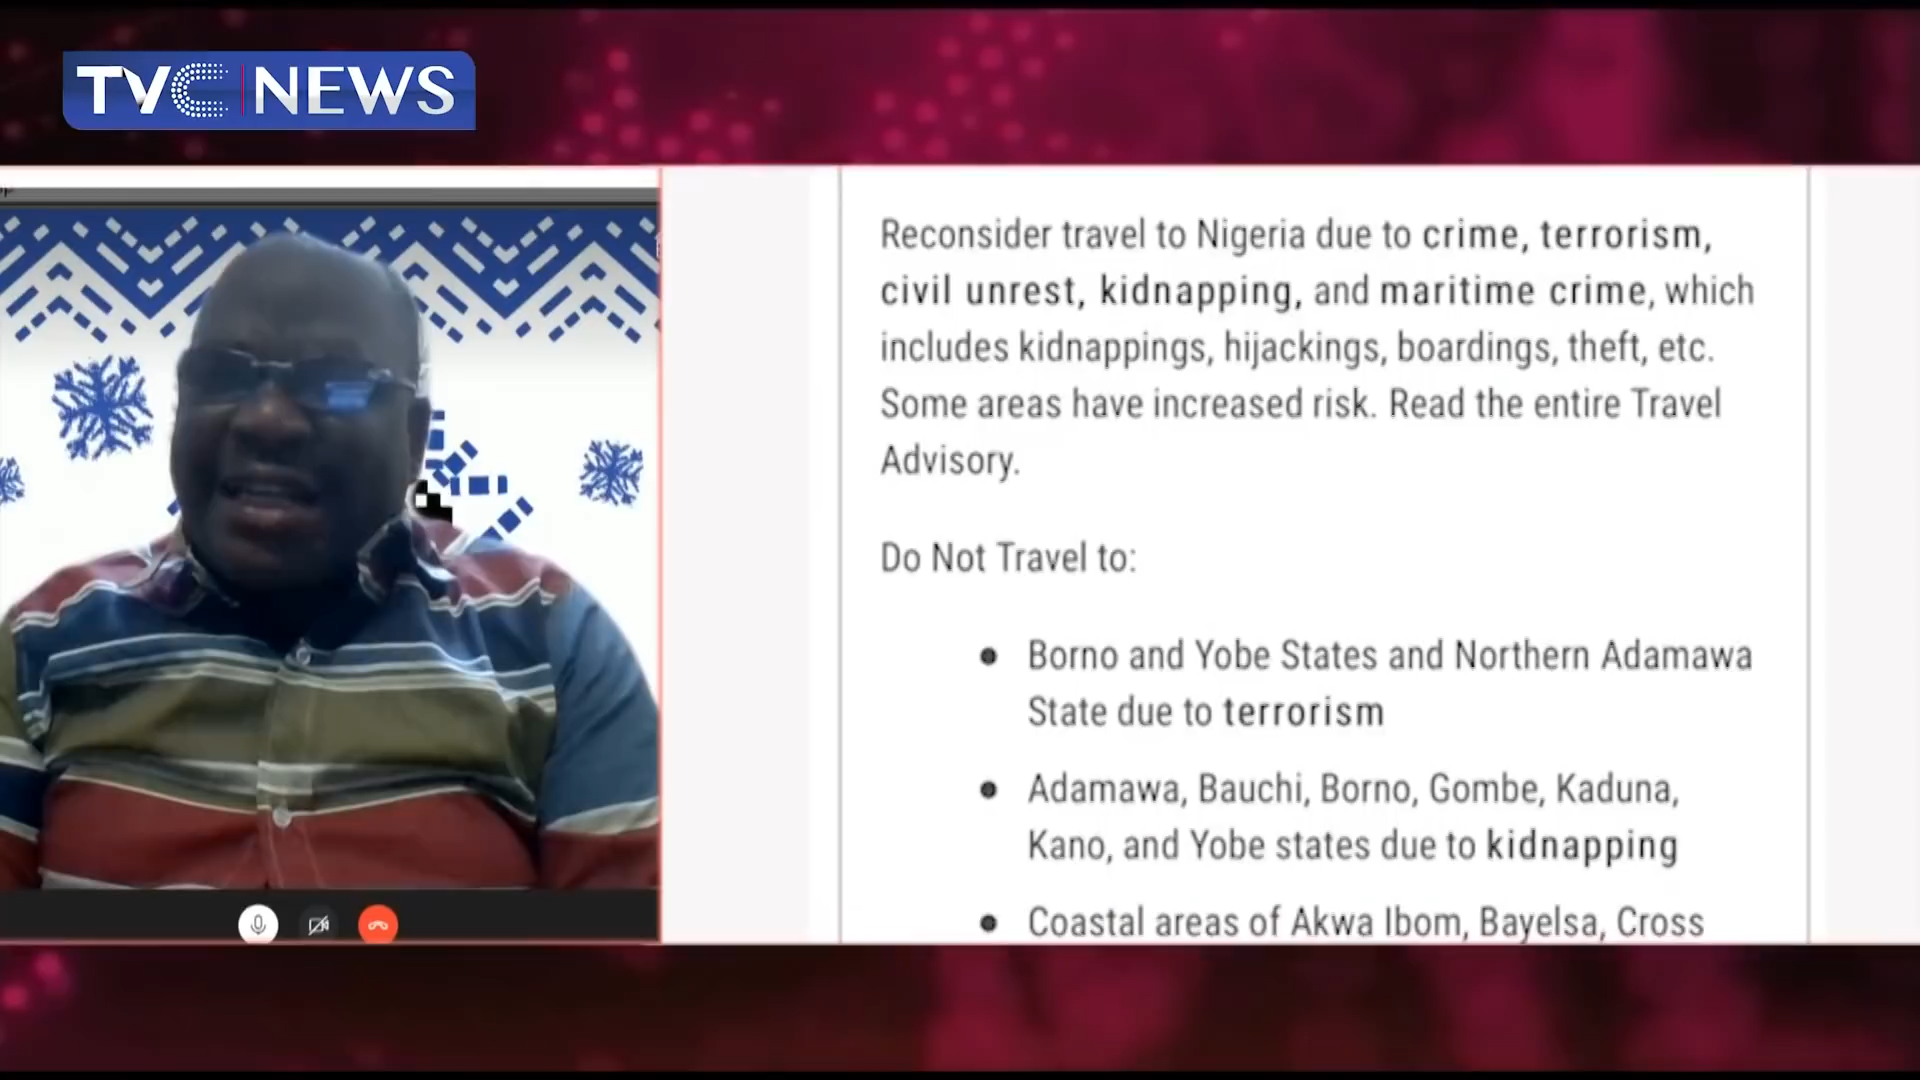 TVC NEWS
Reconsider travel to Nigeria due to crime, terrorism,
civil unrest, kidnapping, and maritime crime, which
includes kidnappings, hijackings, boardings, theft, etc.
Some areas have increased risk. Read the entire Travel
Advisory.
Do Not Travel to:
● Borno and Yobe States and Northern Adamawa
State due to terrorism
● Adamawa, Bauchi, Borno, Gombe, Kaduna,
Kano, and Yobe states due to kidnapping
● Coastal areas of Akwa Ibom, Bayelsa, Cross